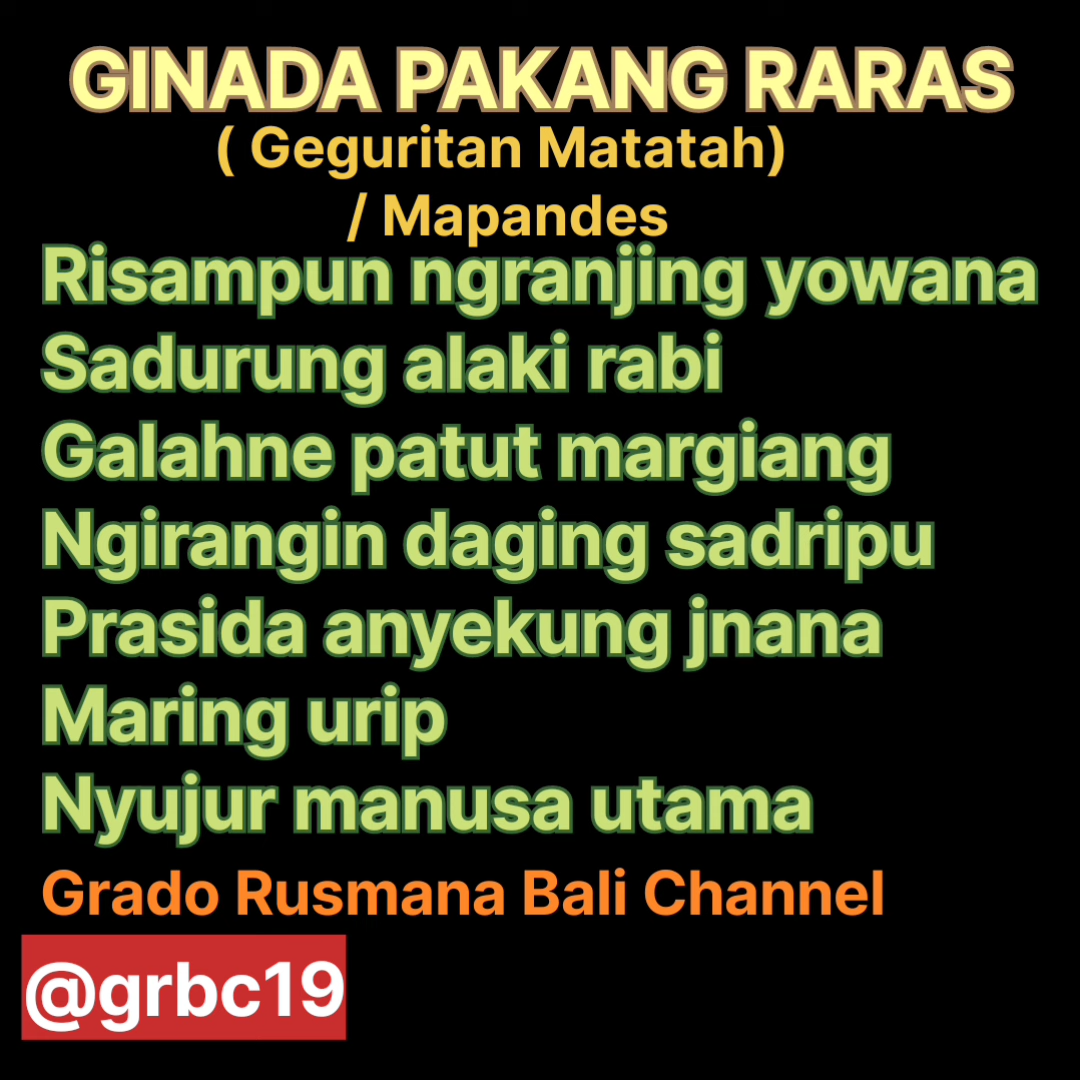 GINADA PAKANG RARAS
( Geguritan Matatah)
/ Mapandes
Risampun ngranjing yowana
Sadurung alaki rabi
Galahne patut margiang
Ngirangin daging sadripu
Prasida anyekung jnana
Maring urip
Nyujur manusa utama
Grado Rusmana Bali Channel
@grbc19